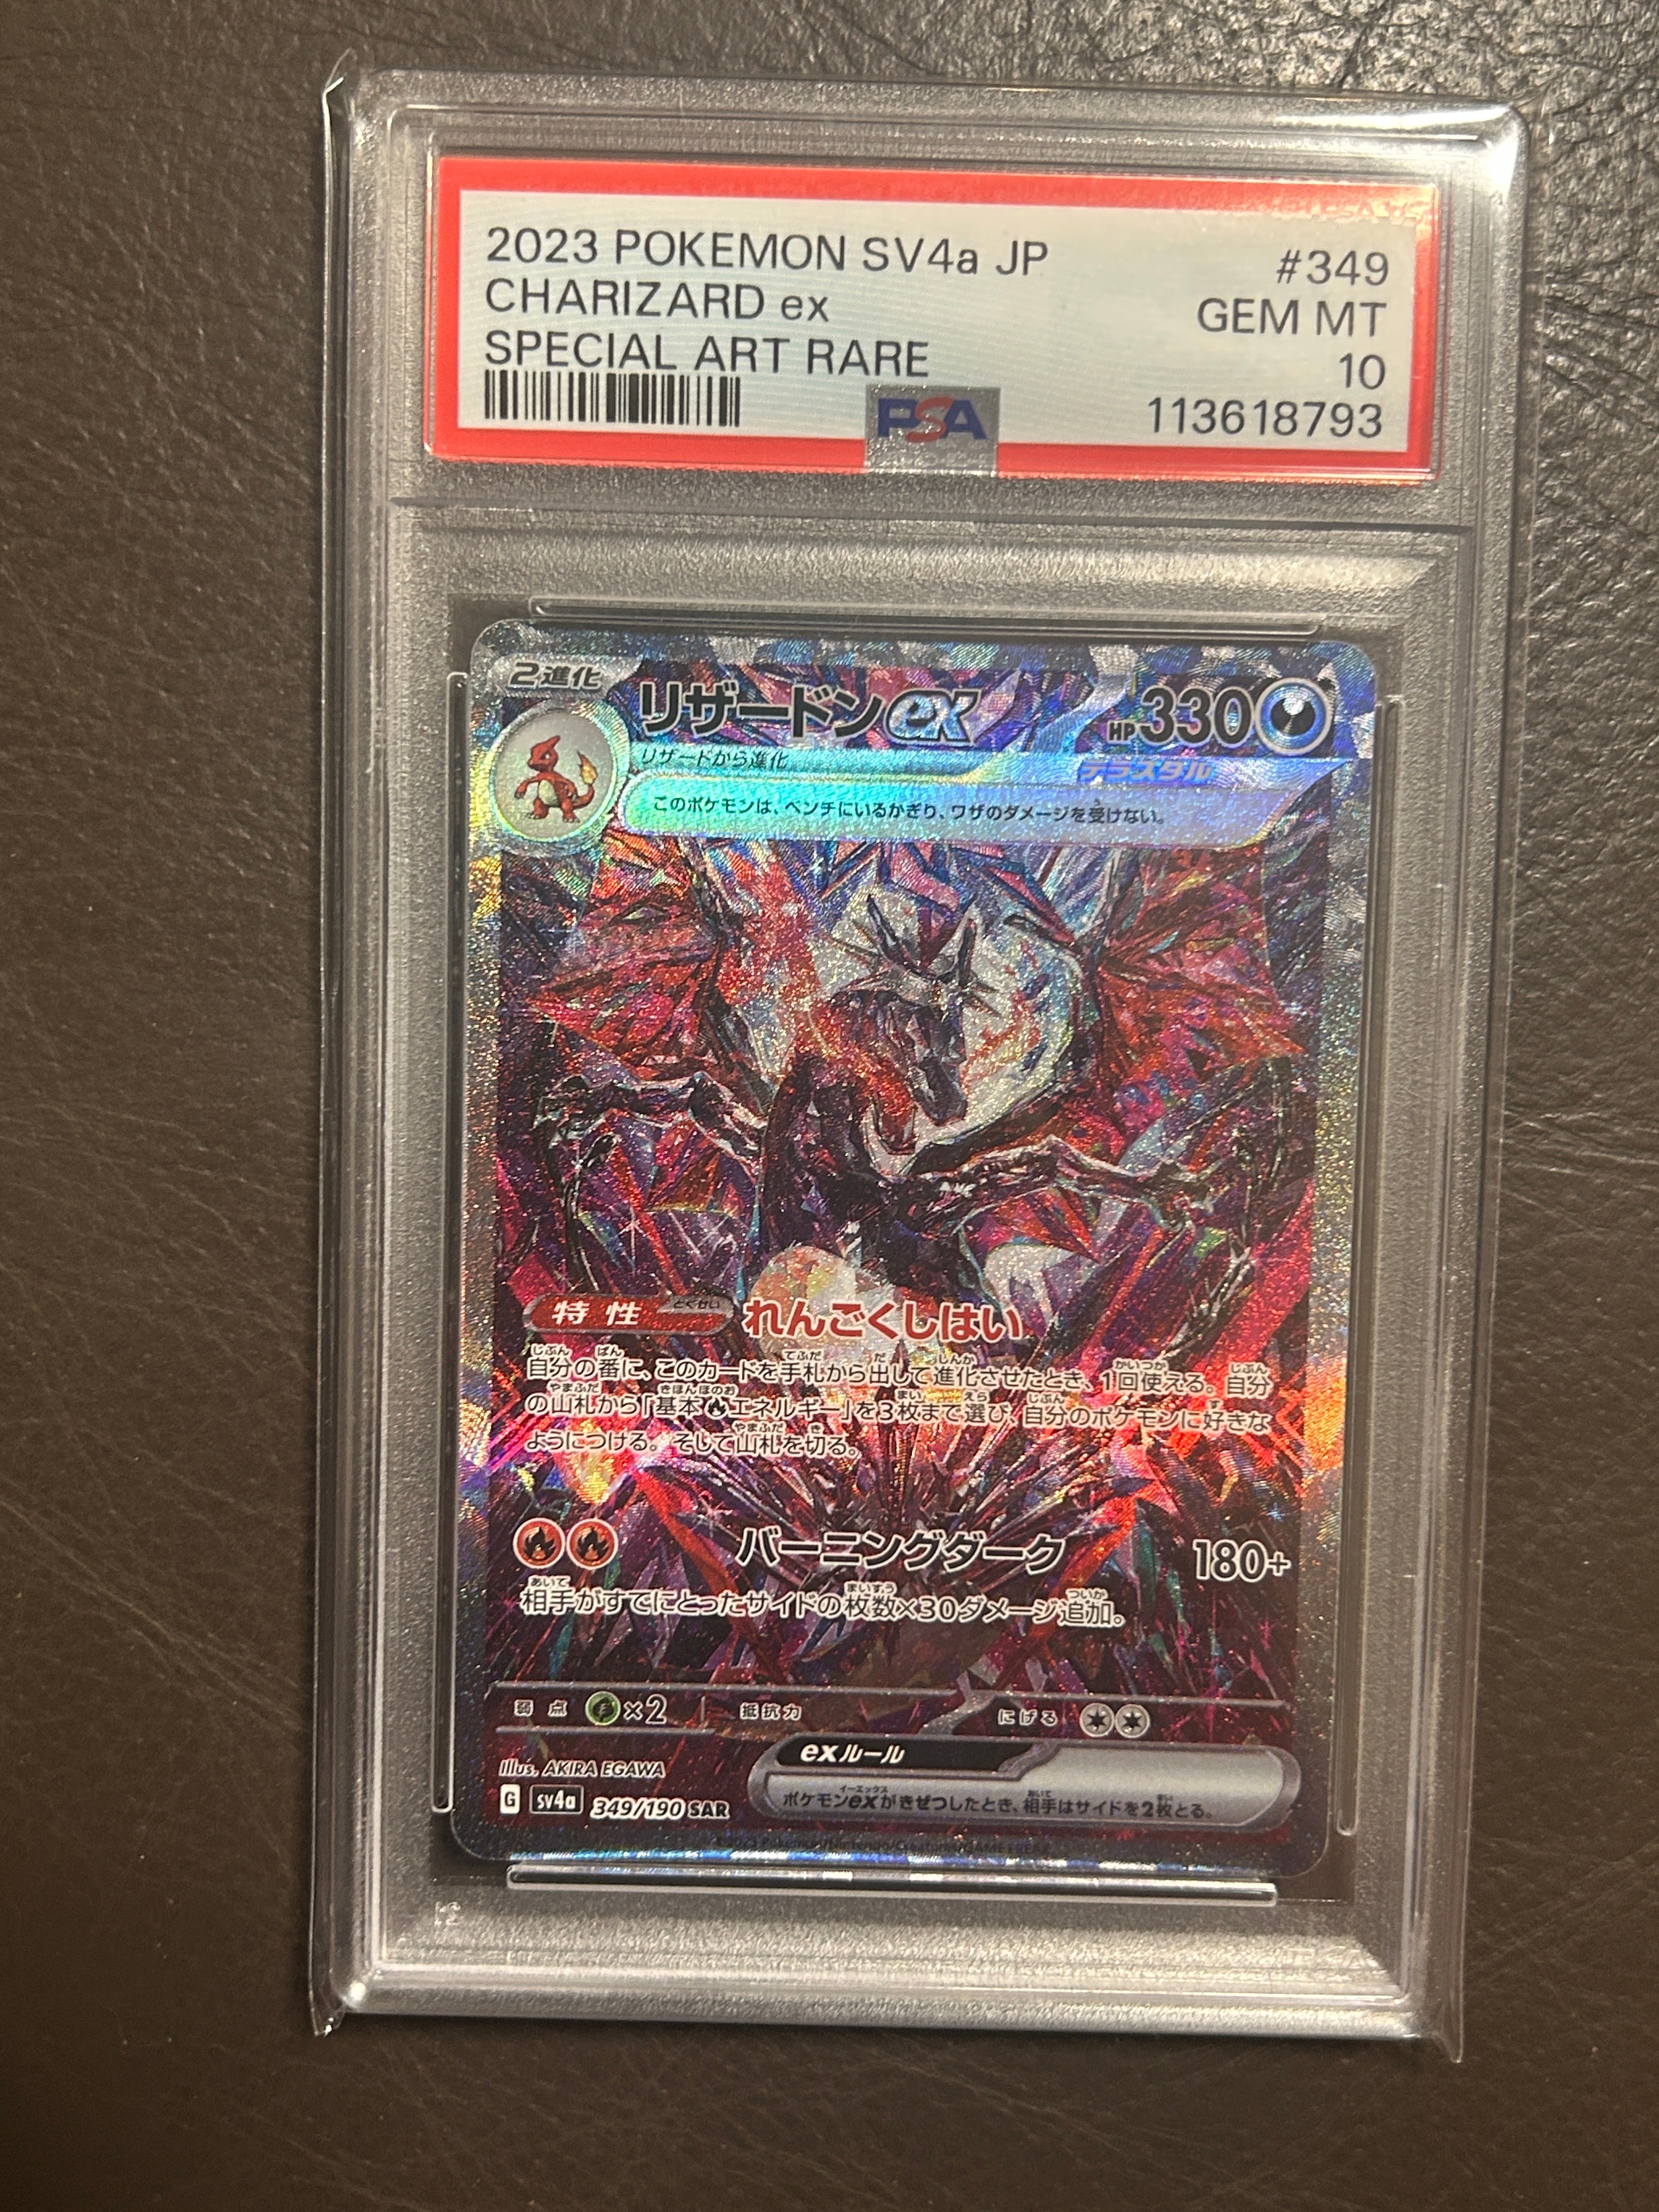 2023 POKEMON SV4a JP #349
CHARIZARD ex GEM MT
SPECIAL ART RARE 10
PSA 113618793
2進化
リザードンex HP330
リザードから進化 テラスタル
このポケモンは、ベンチにいるかぎり、ワザのダメージを受けない。
特性 とくせい れんごくしはい
自分の番に、このカードを手札から出して進化させたとき、1回使える。自分
の山札から「基本エネルギー」を3枚まで選び、自分のポケモンに好きな
ようにつける。そして山札を切る。
バーニングダーク 180+
相手がすでにとったサイドの枚数×30ダメージ追加。
弱点 ×2 抵抗力 にげる
exルール
ポケモンexがきぜつしたとき、相手はサイドを2枚とる。
Illus. AKIRA EGAWA
G sv4a 349/190 SAR
©2023 Pokémon/Nintendo/Creatures/GAME FREAK